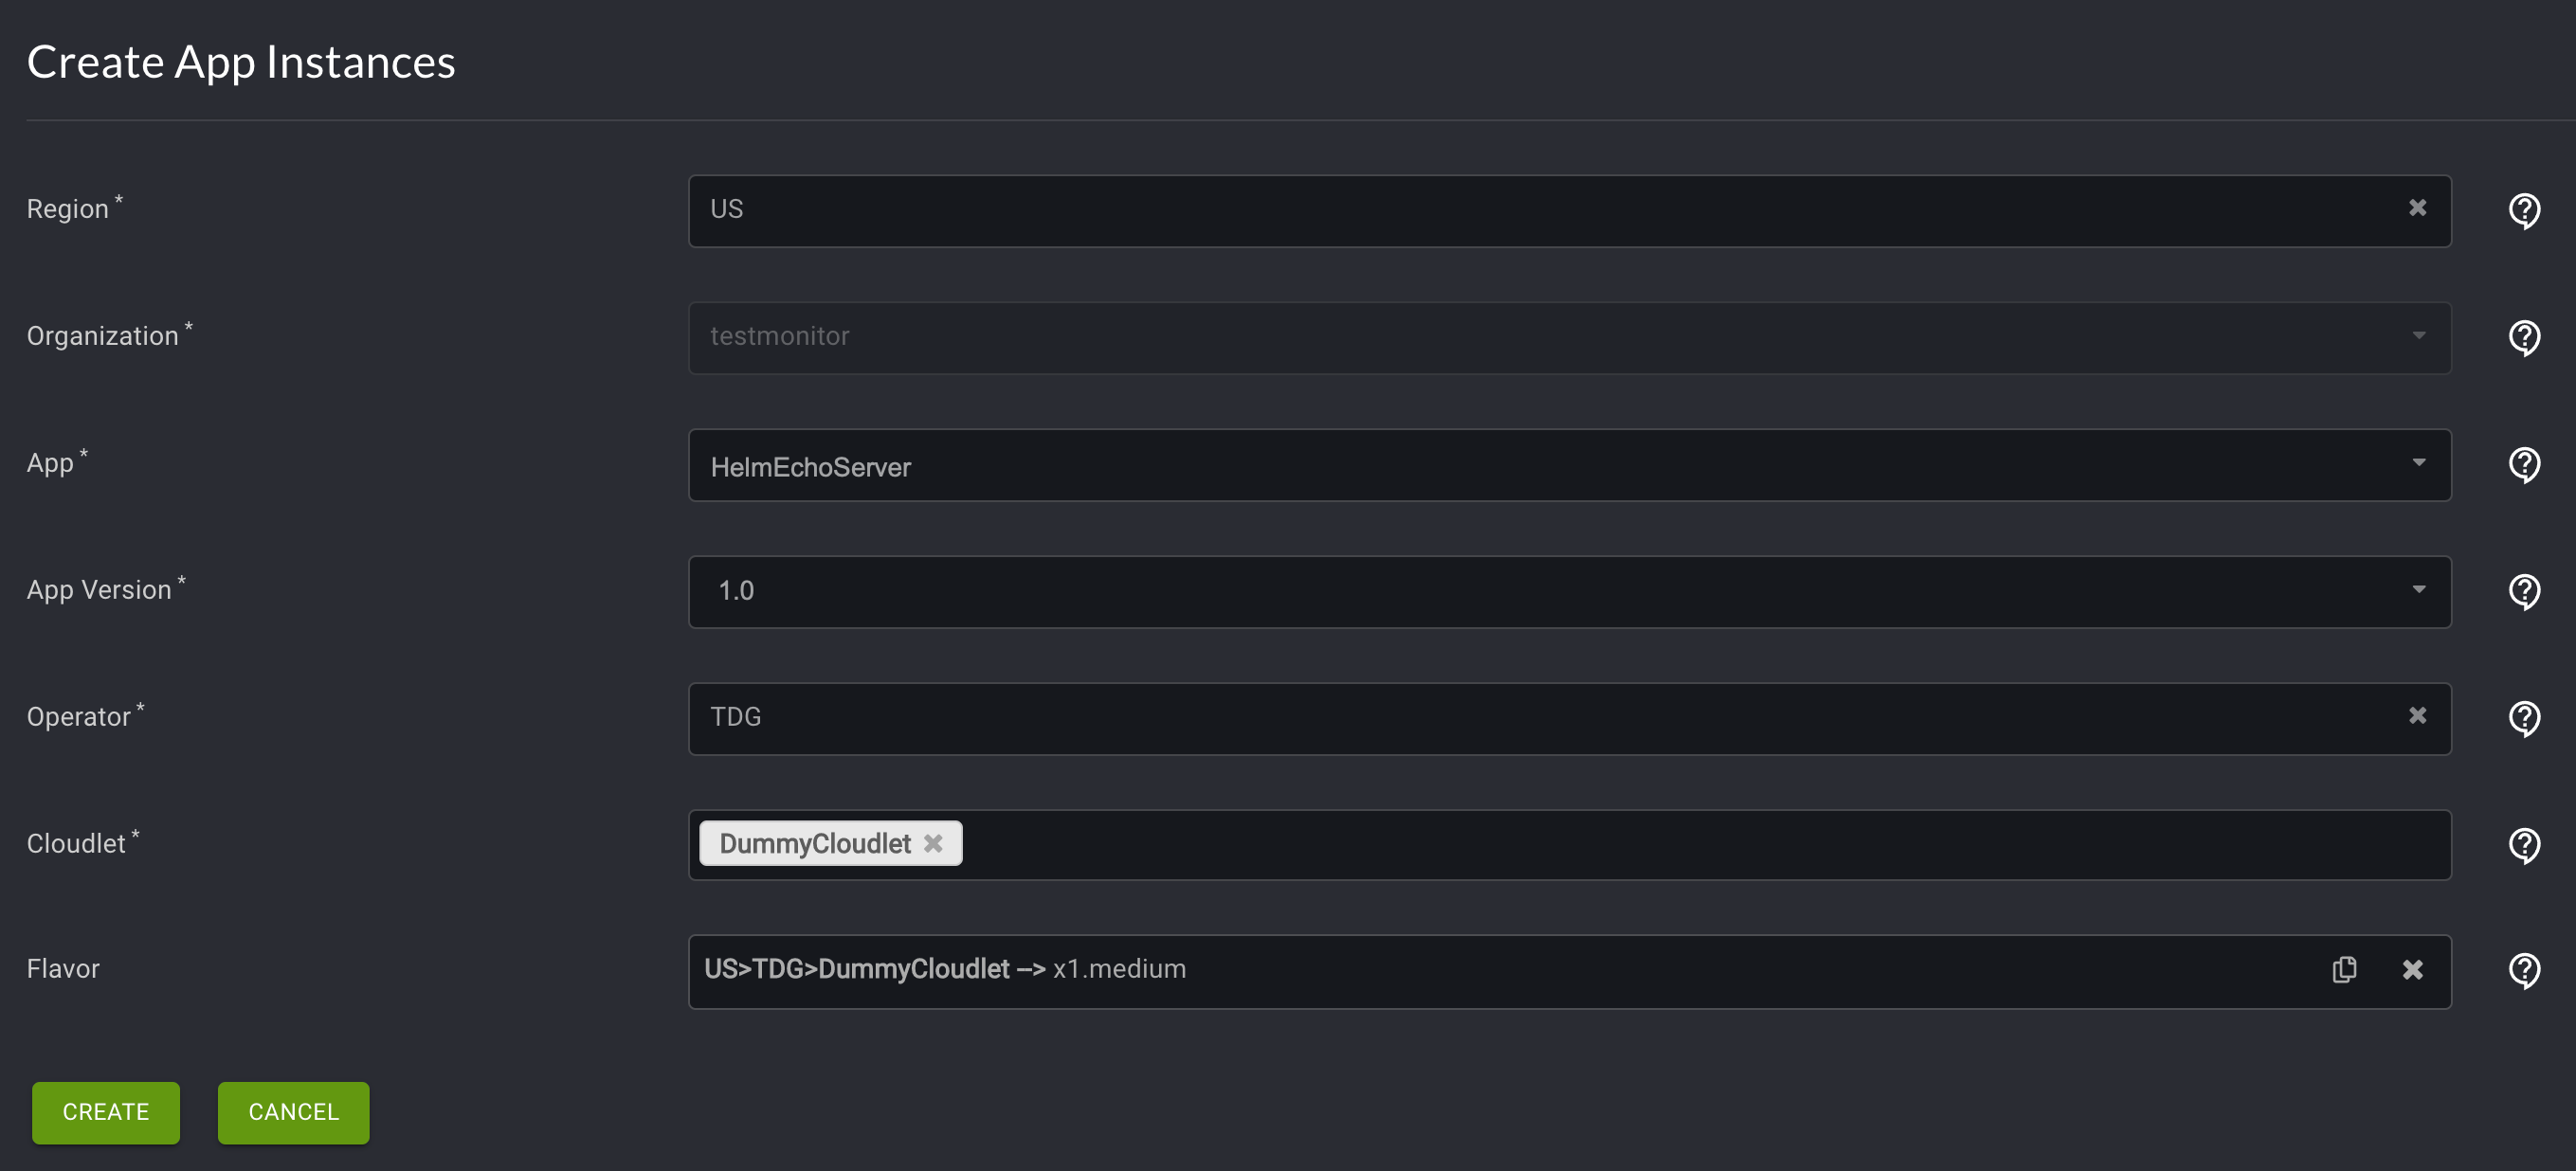 Create App Instances
Region * US
Organization * testmonitor
App * HelmEchoServer
App Version * 1.0
Operator * TDG
Cloudlet * DummyCloudlet
Flavor US>TDG>DummyCloudlet --> x1.medium
CREATE CANCEL